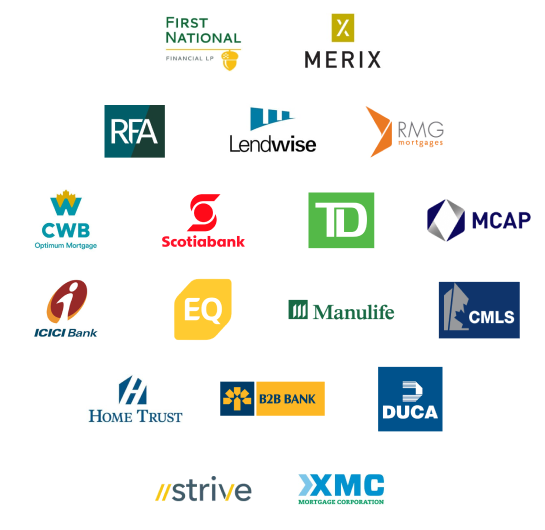 FIRST
NATIONAL
FINANCIAL LP
MERIX
RFA
Lendwise
RMG
mortgages
CWB
Optimum Mortgage
Scotiabank
TD
MCAP
i
ICICI Bank
EQ
Manulife
CMLS
HOME TRUST
B2B BANK
DUCA
//strive
XMC
MORTGAGE CORPORATION